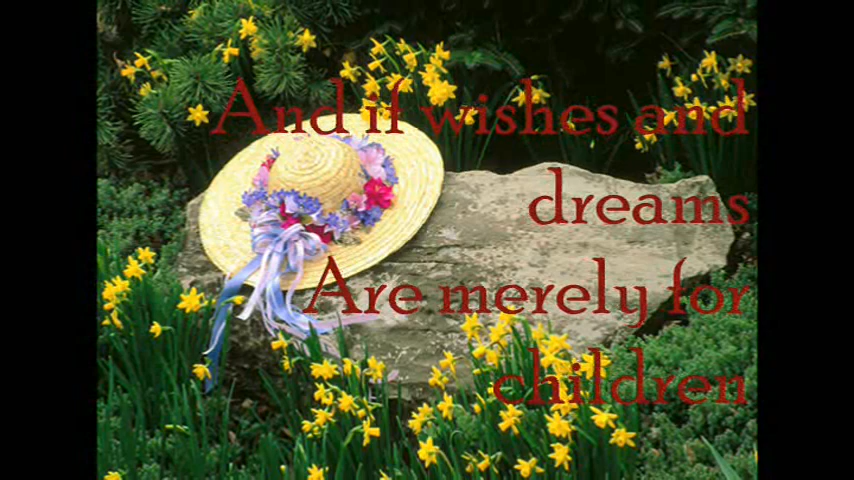 And if wishes and
dreams
Are merely for
children